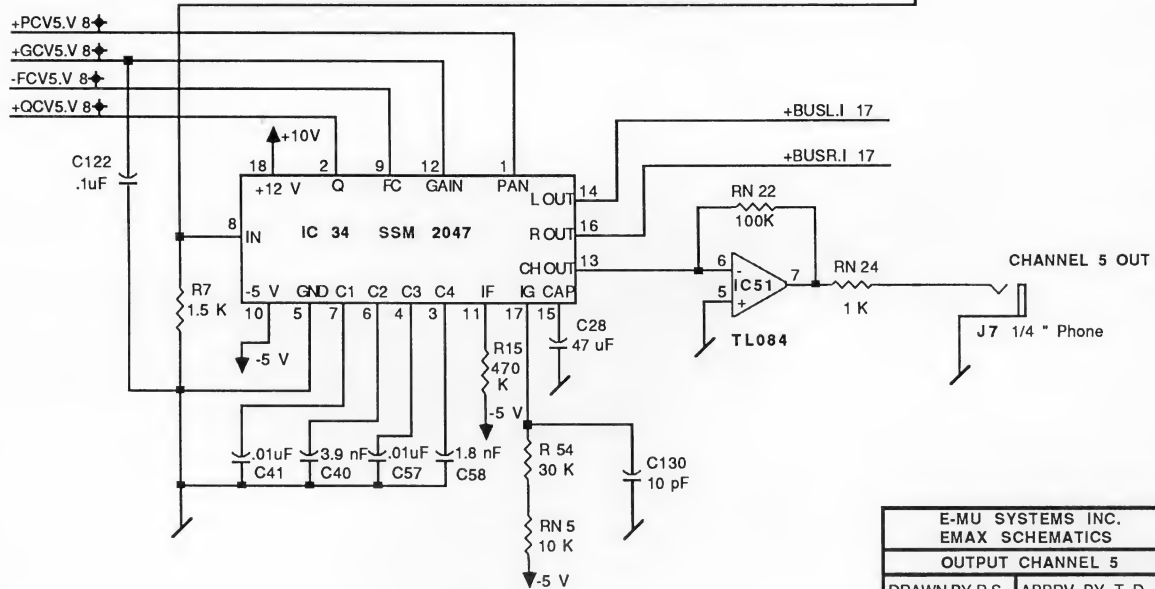 +PCV5.V 8
+GCV5.V 8
-FCV5.V 8
+QCV5.V 8
+BUSL.I 17
+BUSR.I 17
+10V
C122
.1uF
18 2 9 12 1
+12 V Q FC GAIN PAN
L OUT 14
8 IN IC 34 SSM 2047 R OUT 16
CH OUT 13
RN 22
100K
6 - 7
5 +
IC51
TL084
RN 24
1 K
CHANNEL 5 OUT
J7 1/4 " Phone
R7
1.5 K
-5 V GND C1 C2 C3 C4 IF IG CAP
10 5 7 6 4 3 11 17 15
-5 V
C28
47 uF
R15
470
K
-5 V
.01uF 3.9 nF .01uF 1.8 nF
C41 C40 C57 C58
R 54
30 K
C130
10 pF
RN 5
10 K
-5 V
E-MU SYSTEMS INC.
EMAX SCHEMATICS
OUTPUT CHANNEL 5